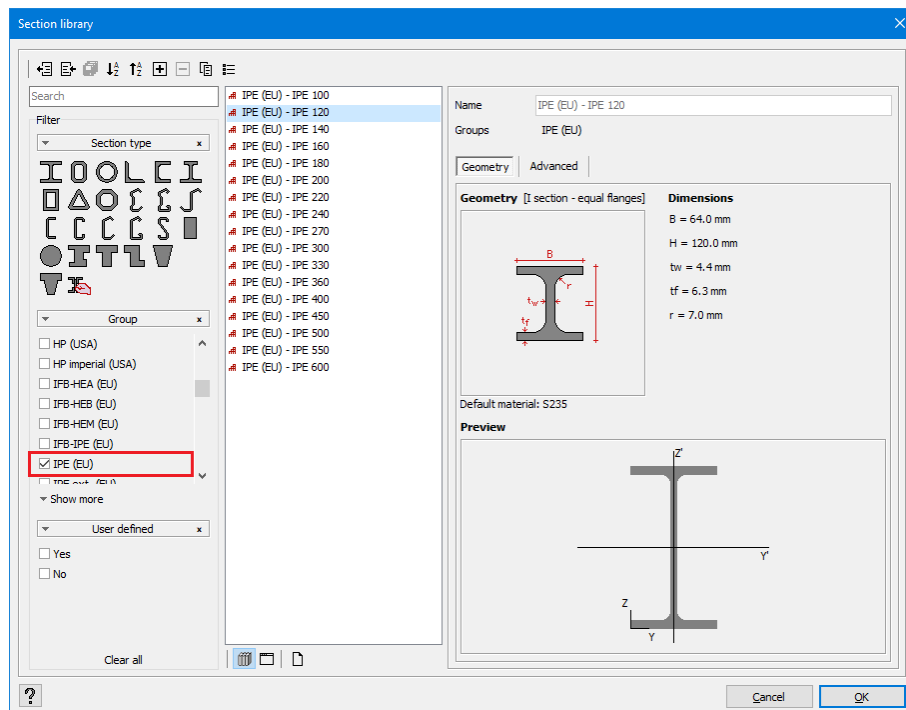 Section library
Search
Filter
Section type
Group
HP (USA)
HP imperial (USA)
IFB-HEA (EU)
IFB-HEB (EU)
IFB-HEM (EU)
IFB-IPE (EU)
IPE (EU)
IPE ext. (EU)
Show more
User defined
Yes
No
Clear all
IPE (EU) - IPE 100
IPE (EU) - IPE 120
IPE (EU) - IPE 140
IPE (EU) - IPE 160
IPE (EU) - IPE 180
IPE (EU) - IPE 200
IPE (EU) - IPE 220
IPE (EU) - IPE 240
IPE (EU) - IPE 270
IPE (EU) - IPE 300
IPE (EU) - IPE 330
IPE (EU) - IPE 360
IPE (EU) - IPE 400
IPE (EU) - IPE 450
IPE (EU) - IPE 500
IPE (EU) - IPE 550
IPE (EU) - IPE 600
Name IPE (EU) - IPE 120
Groups IPE (EU)
Geometry Advanced
Geometry [I section - equal flanges]
B
r
tw
H
tf
Dimensions
B = 64.0 mm
H = 120.0 mm
tw = 4.4 mm
tf = 6.3 mm
r = 7.0 mm
Default material: S235
Preview
Z'
Y'
Z
Y
?
Cancel
OK